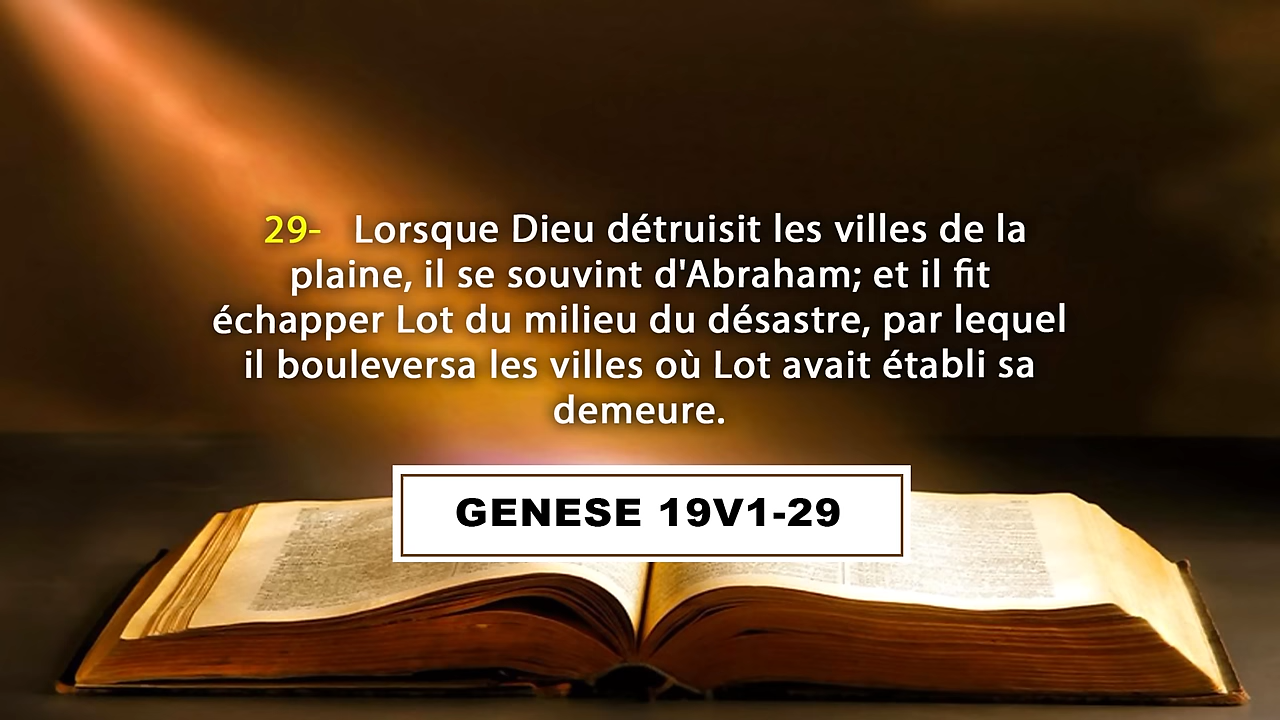 29- Lorsque Dieu détruisit les villes de la
plaine, il se souvint d'Abraham; et il fit
échapper Lot du milieu du désastre, par lequel
il bouleversa les villes où Lot avait établi sa
demeure.
GENESE 19V1-29